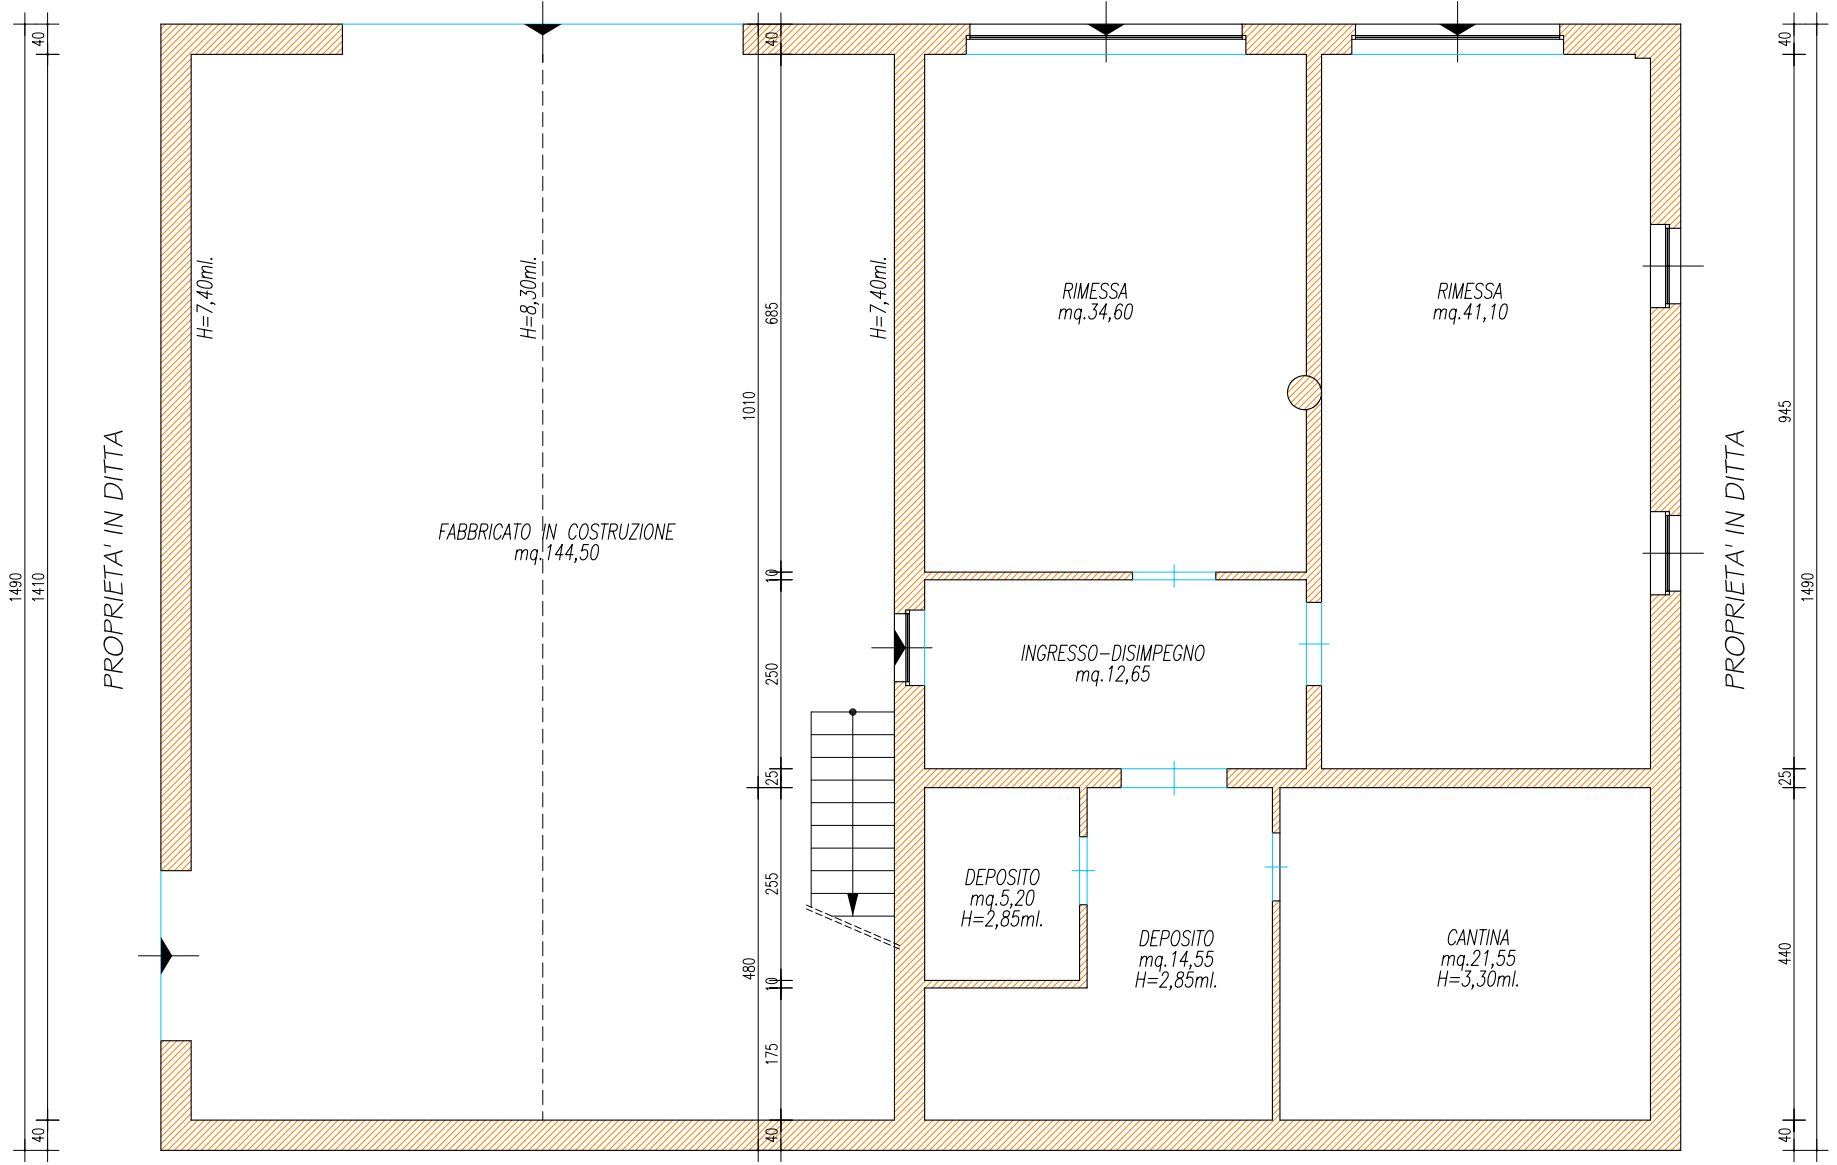 40
40
40
H=7,40ml.
H=8,30ml.
H=7,40ml.
685
RIMESSA
mq.34,60
RIMESSA
mq.41,10
1010
945
PROPRIETA' IN DITTA
PROPRIETA' IN DITTA
FABBRICATO IN COSTRUZIONE
mq.144,50
1490
1410
10
1490
INGRESSO-DISIMPEGNO
mq.12,65
250
25
25
255
DEPOSITO
mq.5,20
H=2,85ml.
DEPOSITO
mq.14,55
H=2,85ml.
CANTINA
mq.21,55
H=3,30ml.
480
10
440
175
40
40
40